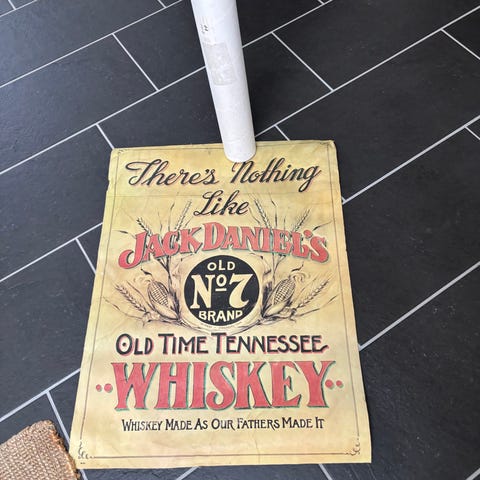 There's Nothing
Like
JACK DANIEL'S
OLD
No7
BRAND
OLD TIME TENNESSEE
WHISKEY
WHISKEY MADE AS OUR FATHERS MADE IT